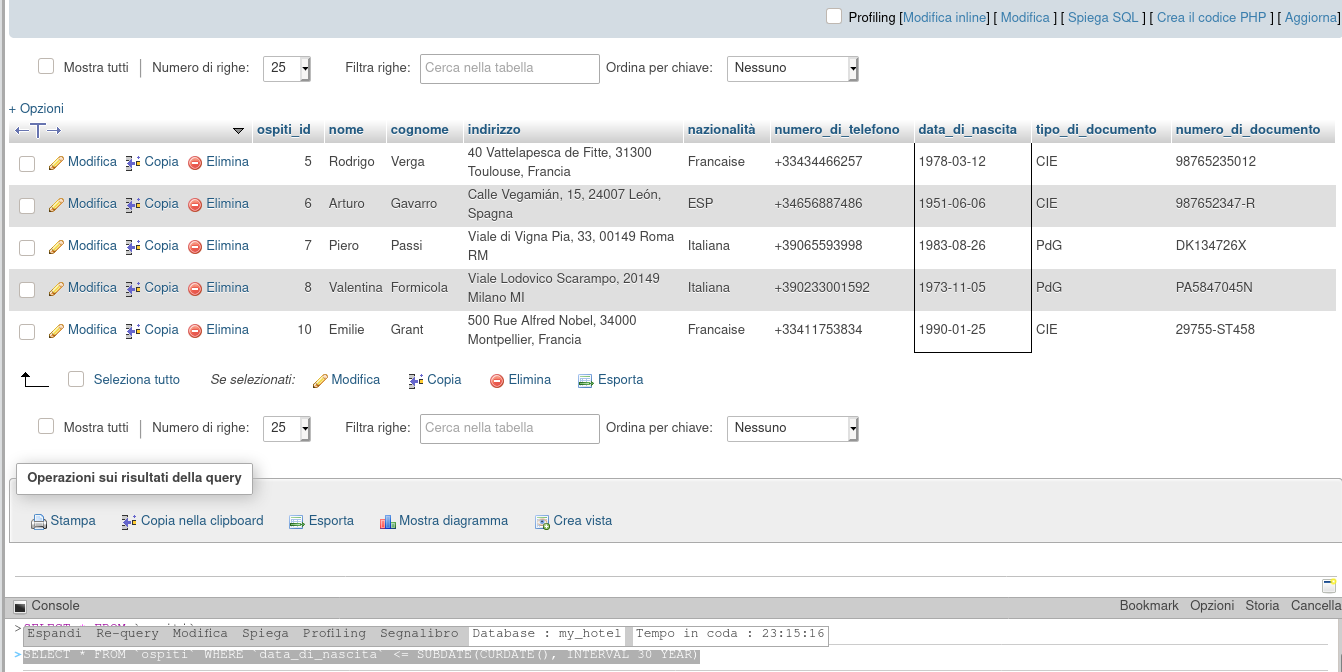 Profiling [Modifica inline] [ Modifica ] [ Spiega SQL ] [ Crea il codice PHP ] [ Aggiorna]
Mostra tutti | Numero di righe: 25 Filtra righe: Cerca nella tabella Ordina per chiave: Nessuno
+ Opzioni
←T→ ospiti_id nome cognome indirizzo nazionalità numero_di_telefono data_di_nascita tipo_di_documento numero_di_documento
Modifica Copia Elimina 5 Rodrigo Verga 40 Vattelapesca de Fitte, 31300 Francaise +33434466257 1978-03-12 CIE 98765235012
Toulouse, Francia
Modifica Copia Elimina 6 Arturo Gavarro Calle Vegamián, 15, 24007 León, ESP +34656887486 1951-06-06 CIE 987652347-R
Spagna
Modifica Copia Elimina 7 Piero Passi Viale di Vigna Pia, 33, 00149 Roma Italiana +39065593998 1983-08-26 PdG DK134726X
RM
Modifica Copia Elimina 8 Valentina Formicola Viale Lodovico Scarampo, 20149 Italiana +390233001592 1973-11-05 PdG PA5847045N
Milano MI
Modifica Copia Elimina 10 Emilie Grant 500 Rue Alfred Nobel, 34000 Francaise +33411753834 1990-01-25 CIE 29755-ST458
Montpellier, Francia
Seleziona tutto Se selezionati: Modifica Copia Elimina Esporta
Mostra tutti | Numero di righe: 25 Filtra righe: Cerca nella tabella Ordina per chiave: Nessuno
Operazioni sui risultati della query
Stampa Copia nella clipboard Esporta Mostra diagramma Crea vista
Console Bookmark Opzioni Storia Cancella
>SELECT * FROM `ospiti`
Espandi Re-query Modifica Spiega Profiling Segnalibro Database : my_hotel Tempo in coda : 23:15:16
>SELECT * FROM `ospiti` WHERE `data_di_nascita` <= SUBDATE(CURDATE(), INTERVAL 30 YEAR)